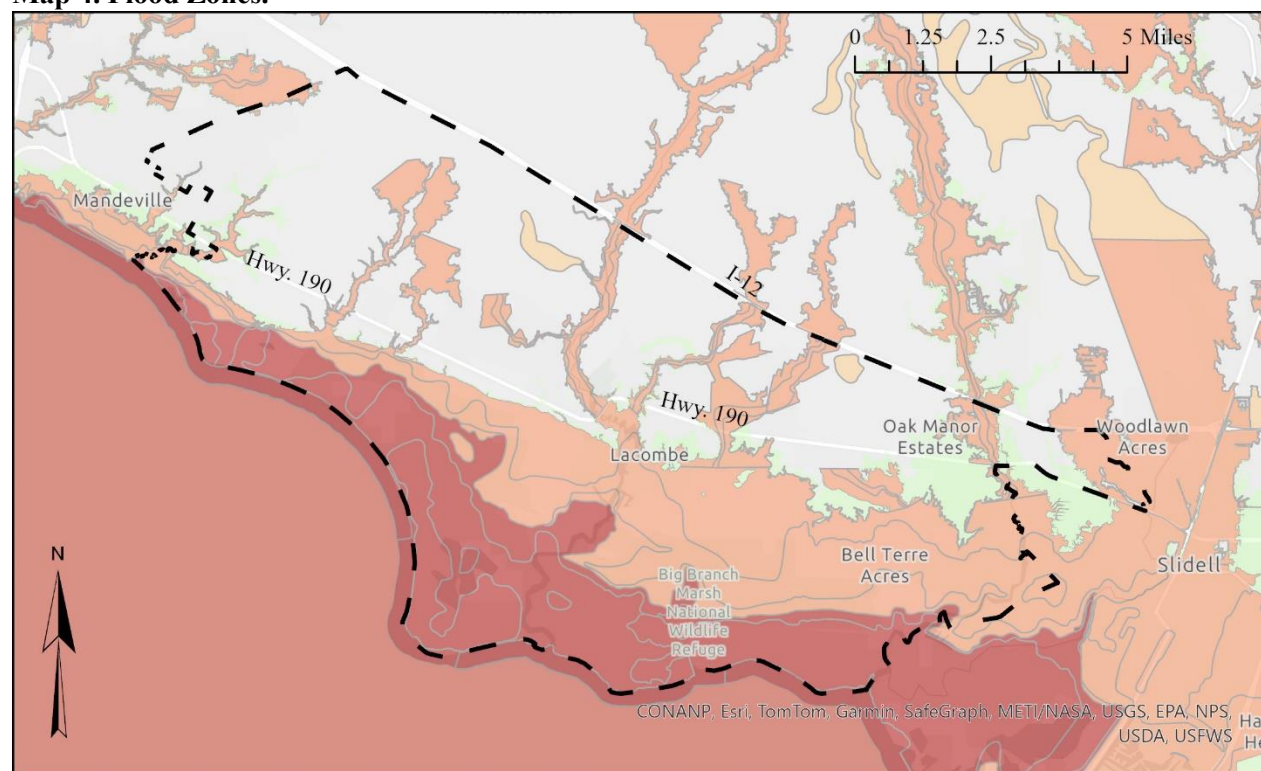 Map 4. Flood Zones.
0 1.25 2.5 5 Miles
Mandeville
Hwy. 190
I-12
Hwy. 190
Oak Manor
Estates
Woodlawn
Acres
Lacombe
Bell Terre
Acres
Slidell
Big Branch
Marsh
National
Wildlife
Refuge
N
CONANP, Esri, TomTom, Garmin, SafeGraph, METI/NASA, USGS, EPA, NPS,
USDA, USFWS
Ha
He